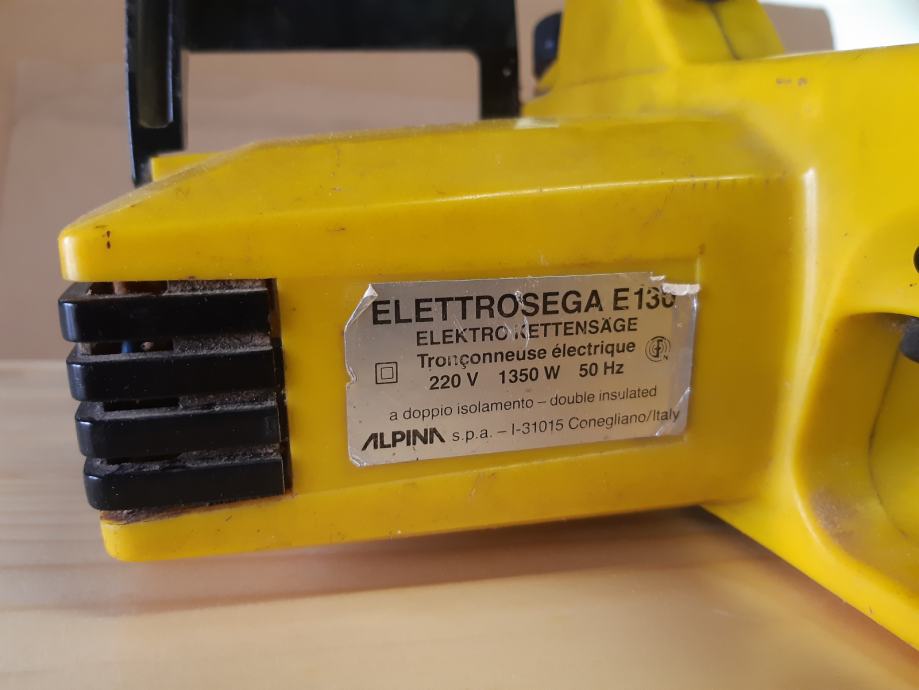 ELETTROSEGA E130
ELEKTRO KETTENSÄGE
Tronçonneuse électrique
220 V 1350 W 50 Hz
a doppio isolamento – double insulated
ALPINA s.p.a. – I-31015 Conegliano/Italy